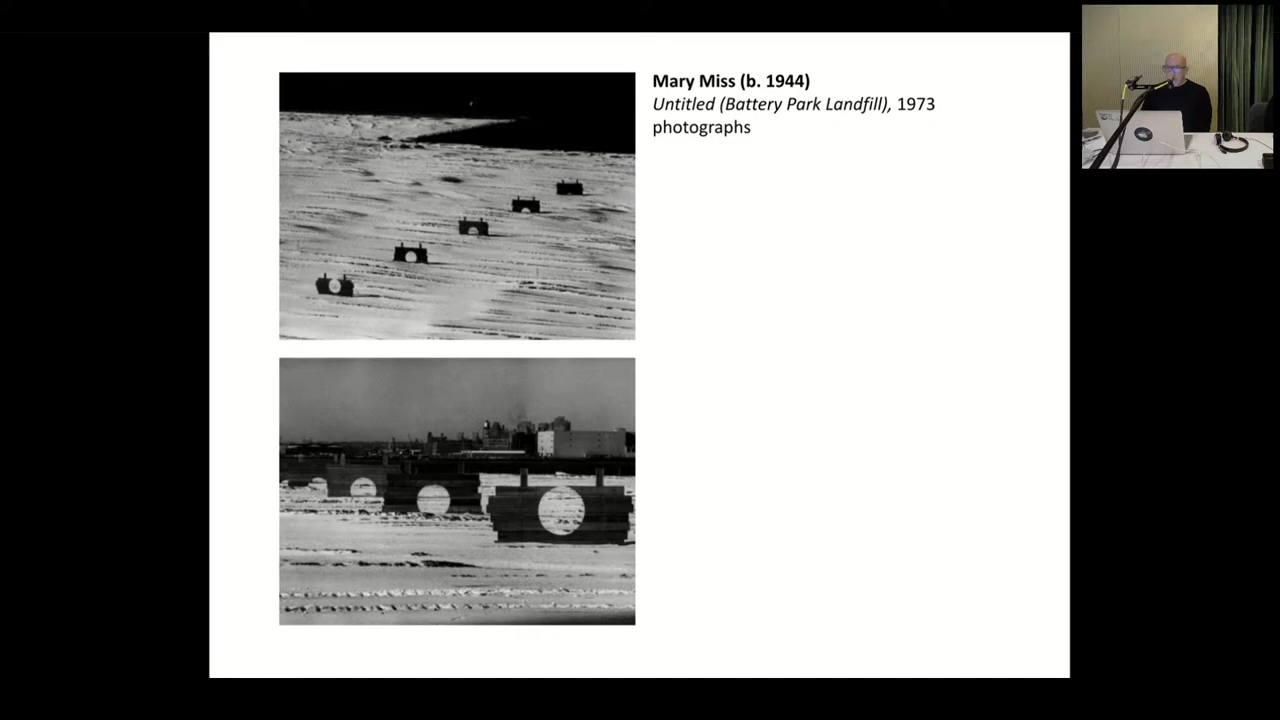 Mary Miss (b. 1944)
Untitled (Battery Park Landfill), 1973
photographs